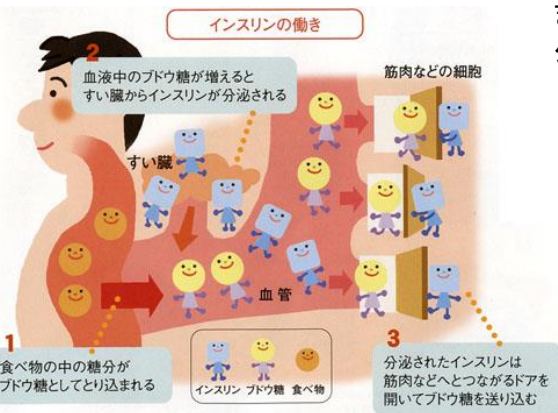 インスリンの働き
2
血液中のブドウ糖が増えると
すい臓からインスリンが分泌される
筋肉などの細胞
すい臓
血管
1
食べ物の中の糖分が
ブドウ糖としてとり込まれる
インスリン ブドウ糖 食べ物
3
分泌されたインスリンは
筋肉などへとつながるドアを
開いてブドウ糖を送り込む